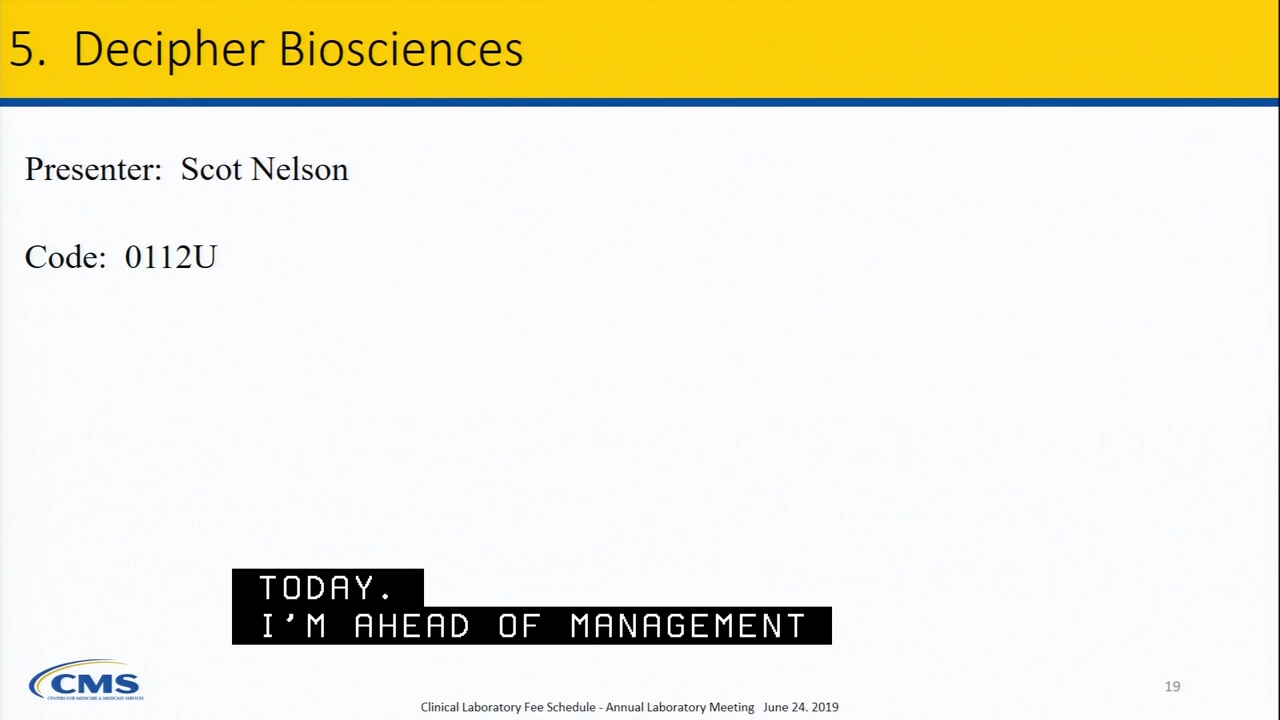 5. Decipher Biosciences
Presenter: Scot Nelson
Code: 0112U
TODAY.
I'M AHEAD OF MANAGEMENT
CMS
CENTERS FOR MEDICARE & MEDICAID SERVICES
19
Clinical Laboratory Fee Schedule - Annual Laboratory Meeting June 24. 2019